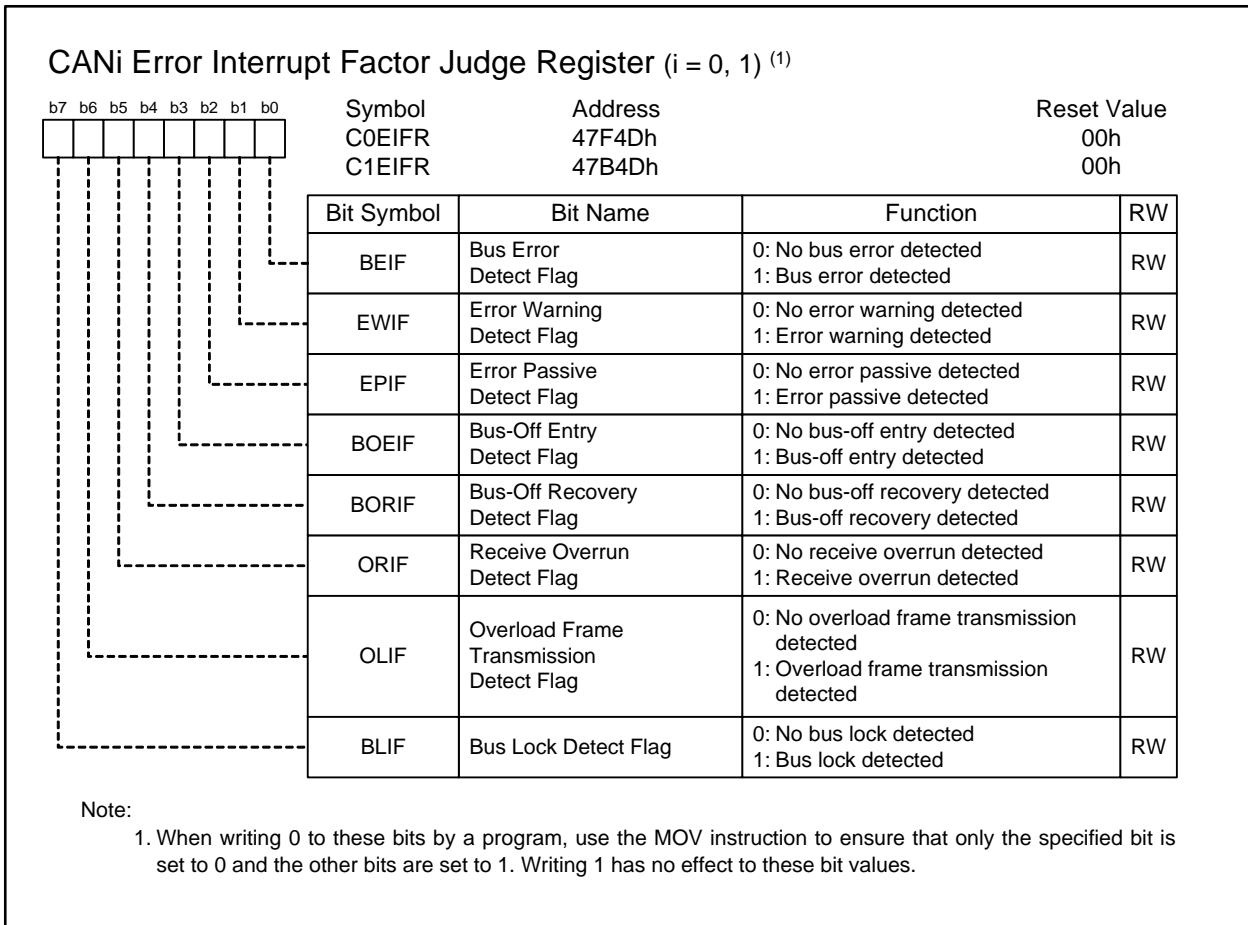 CANi Error Interrupt Factor Judge Register (i = 0, 1) (1)
b7 b6 b5 b4 b3 b2 b1 b0
Symbol Address Reset Value
C0EIFR 47F4Dh 00h
C1EIFR 47B4Dh 00h
Bit Symbol Bit Name Function RW
BEIF
Bus Error
Detect Flag
0: No bus error detected
1: Bus error detected
RW
EWIF
Error Warning
Detect Flag
0: No error warning detected
1: Error warning detected
RW
EPIF
Error Passive
Detect Flag
0: No error passive detected
1: Error passive detected
RW
BOEIF
Bus-Off Entry
Detect Flag
0: No bus-off entry detected
1: Bus-off entry detected
RW
BORIF
Bus-Off Recovery
Detect Flag
0: No bus-off recovery detected
1: Bus-off recovery detected
RW
ORIF
Receive Overrun
Detect Flag
0: No receive overrun detected
1: Receive overrun detected
RW
OLIF
Overload Frame
Transmission
Detect Flag
0: No overload frame transmission
detected
1: Overload frame transmission
detected
RW
BLIF
Bus Lock Detect Flag
0: No bus lock detected
1: Bus lock detected
RW
Note:
1. When writing 0 to these bits by a program, use the MOV instruction to ensure that only the specified bit is
set to 0 and the other bits are set to 1. Writing 1 has no effect to these bit values.